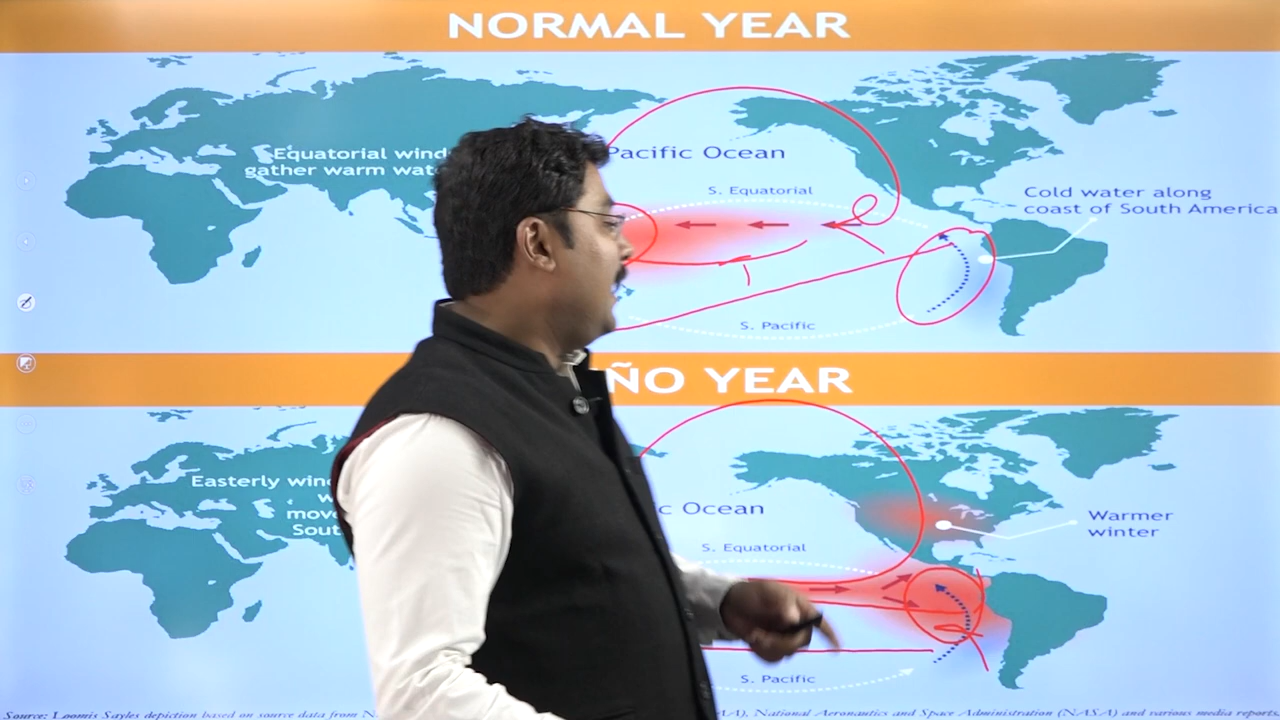 NORMAL YEAR
Equatorial wind
gather warm wat
Pacific Ocean
S. Equatorial
Cold water along
coast of South America
S. Pacific
ÑO YEAR
Easterly win
w
mov
Sout
c Ocean
S. Equatorial
Warmer
winter
S. Pacific
Source: Loomis Sayles depiction based on source data from N
AA), National Aeronautics and Space Administration (NASA) and various media reports.